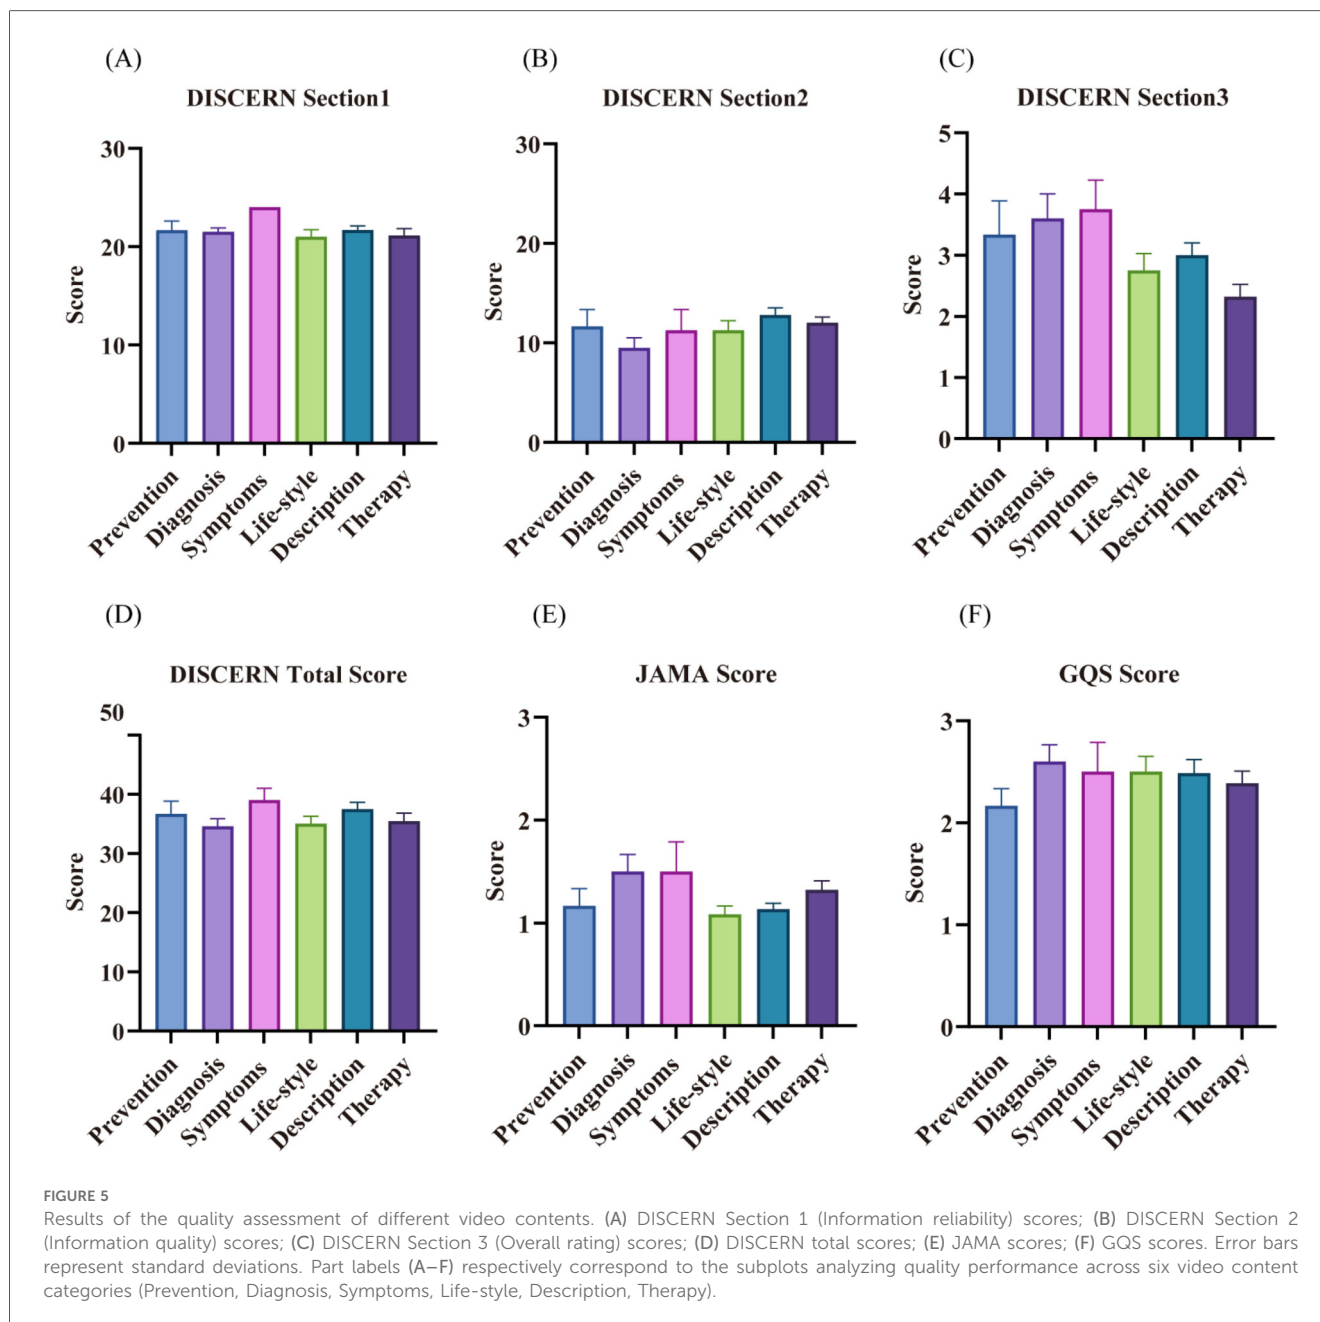 (A)
DISCERN Section1
30
20
10
0
Score
Prevention
Diagnosis
Symptoms
Life-style
Description
Therapy
(B)
DISCERN Section2
30
20
10
0
Score
Prevention
Diagnosis
Symptoms
Life-style
Description
Therapy
(C)
DISCERN Section3
5
4
3
2
1
0
Score
Prevention
Diagnosis
Symptoms
Life-style
Description
Therapy
(D)
DISCERN Total Score
50
40
30
20
10
0
Score
Prevention
Diagnosis
Symptoms
Life-style
Description
Therapy
(E)
JAMA Score
3
2
1
0
Score
Prevention
Diagnosis
Symptoms
Life-style
Description
Therapy
(F)
GQS Score
3
2
1
0
Score
Prevention
Diagnosis
Symptoms
Life-style
Description
Therapy
FIGURE 5
Results of the quality assessment of different video contents. (A) DISCERN Section 1 (Information reliability) scores; (B) DISCERN Section 2
(Information quality) scores; (C) DISCERN Section 3 (Overall rating) scores; (D) DISCERN total scores; (E) JAMA scores; (F) GQS scores. Error bars
represent standard deviations. Part labels (A–F) respectively correspond to the subplots analyzing quality performance across six video content
categories (Prevention, Diagnosis, Symptoms, Life-style, Description, Therapy).